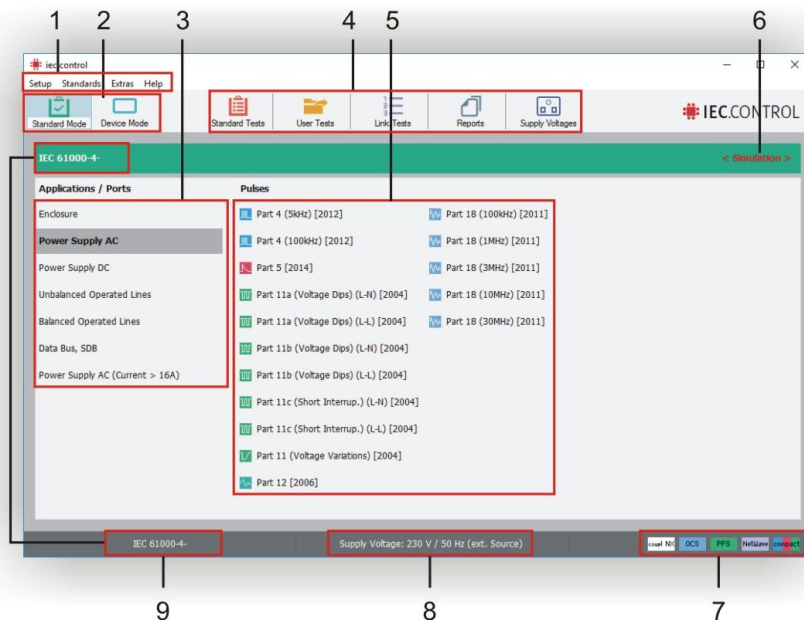 1 2 3 4 5 6
iec.control
Setup Standards Extras Help
Standard Mode Device Mode Standard Tests User Tests Link Tests Reports Supply Voltages IEC.CONTROL
IEC 61000-4- < Simulation >
Applications / Ports Pulses
Enclosure Part 4 (5kHz) [2012] Part 18 (100kHz) [2011]
Power Supply AC Part 4 (100kHz) [2012] Part 18 (1MHz) [2011]
Power Supply DC Part 5 [2014] Part 18 (3MHz) [2011]
Unbalanced Operated Lines Part 11a (Voltage Dips) (L-N) [2004] Part 18 (10MHz) [2011]
Balanced Operated Lines Part 11a (Voltage Dips) (L-L) [2004] Part 18 (30MHz) [2011]
Data Bus, SDB Part 11b (Voltage Dips) (L-N) [2004]
Power Supply AC (Current > 16A) Part 11b (Voltage Dips) (L-L) [2004]
Part 11c (Short Interrup.) (L-N) [2004]
Part 11c (Short Interrup.) (L-L) [2004]
Part 11 (Voltage Variations) [2004]
Part 12 [2006]
IEC 61000-4- Supply Voltage: 230 V / 50 Hz (ext. Source) coupl NX OCS PFS NetWave compact
9 8 7